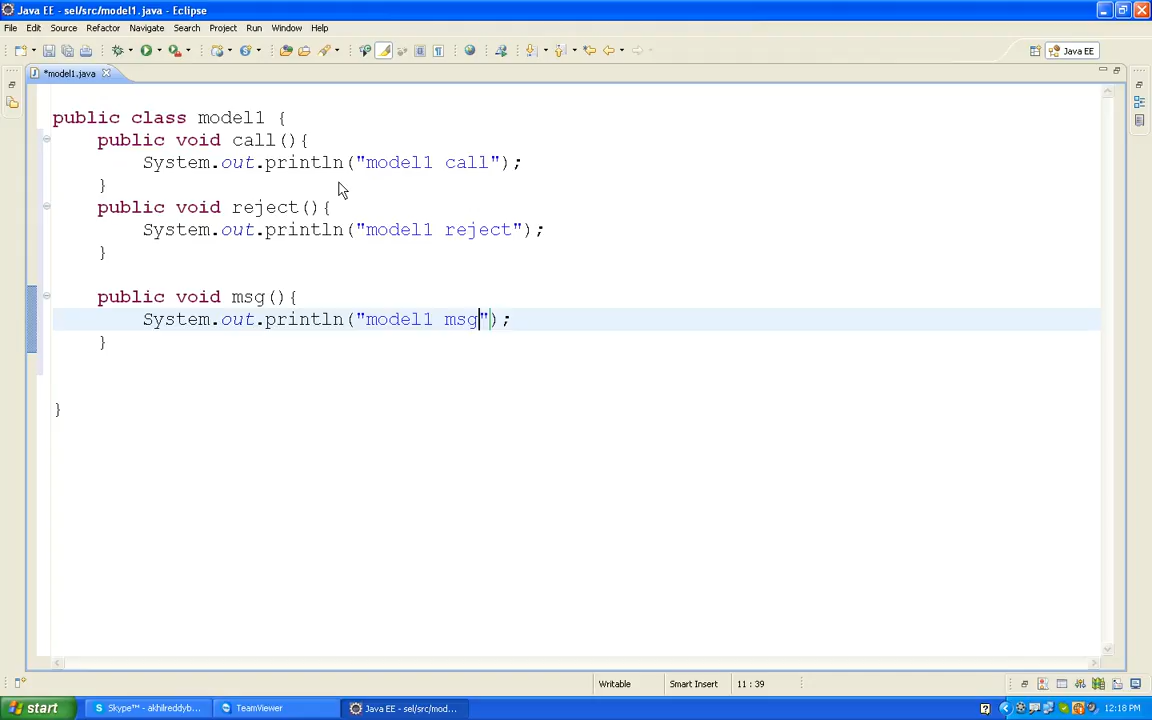 Java EE - sel/src/model1.java - Eclipse
File Edit Source Refactor Navigate Search Project Run Window Help
Java EE
*model1.java
public class model1 {
public void call(){
System.out.println("model1 call");
}
public void reject(){
System.out.println("model1 reject");
}
public void msg(){
System.out.println("model1 msg");
}
}
Writable Smart Insert 11 : 39
start Skype™ - akhilreddyb... TeamViewer Java EE - sel/src/mod... 12:18 PM